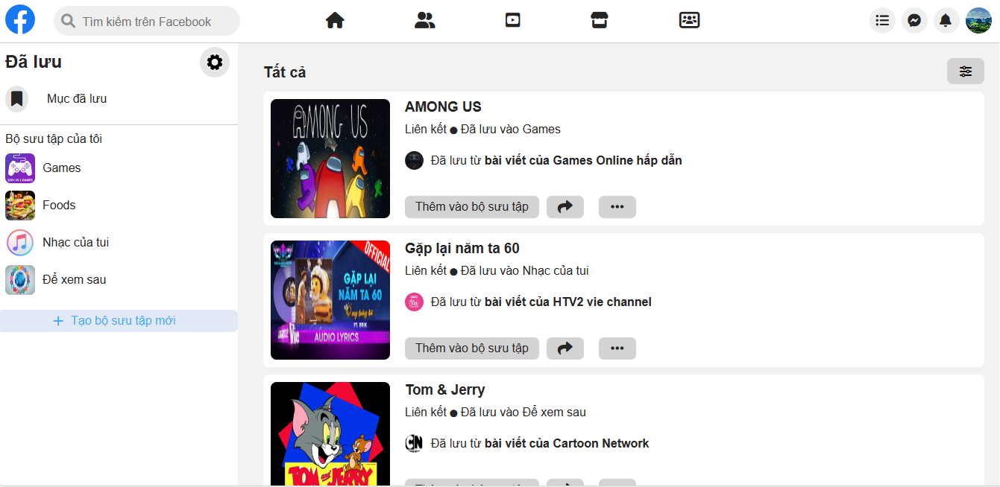 Tìm kiếm trên Facebook
Đã lưu
Mục đã lưu
Bộ sưu tập của tôi
Games
Foods
Nhạc của tui
Để xem sau
+ Tạo bộ sưu tập mới
Tất cả
AMONG US
AMONG US
Liên kết ● Đã lưu vào Games
Đã lưu từ bài viết của Games Online hấp dẫn
Thêm vào bộ sưu tập
OFFICIAL
GẶP LẠI
NĂM TA 60
FT. ERIK
AUDIO LYRICS
Gặp lại năm ta 60
Liên kết ● Đã lưu vào Nhạc của tui
Đã lưu từ bài viết của HTV2 vie channel
Thêm vào bộ sưu tập
TOM and JERRY
Tom & Jerry
Liên kết ● Đã lưu vào Để xem sau
CN
Đã lưu từ bài viết của Cartoon Network